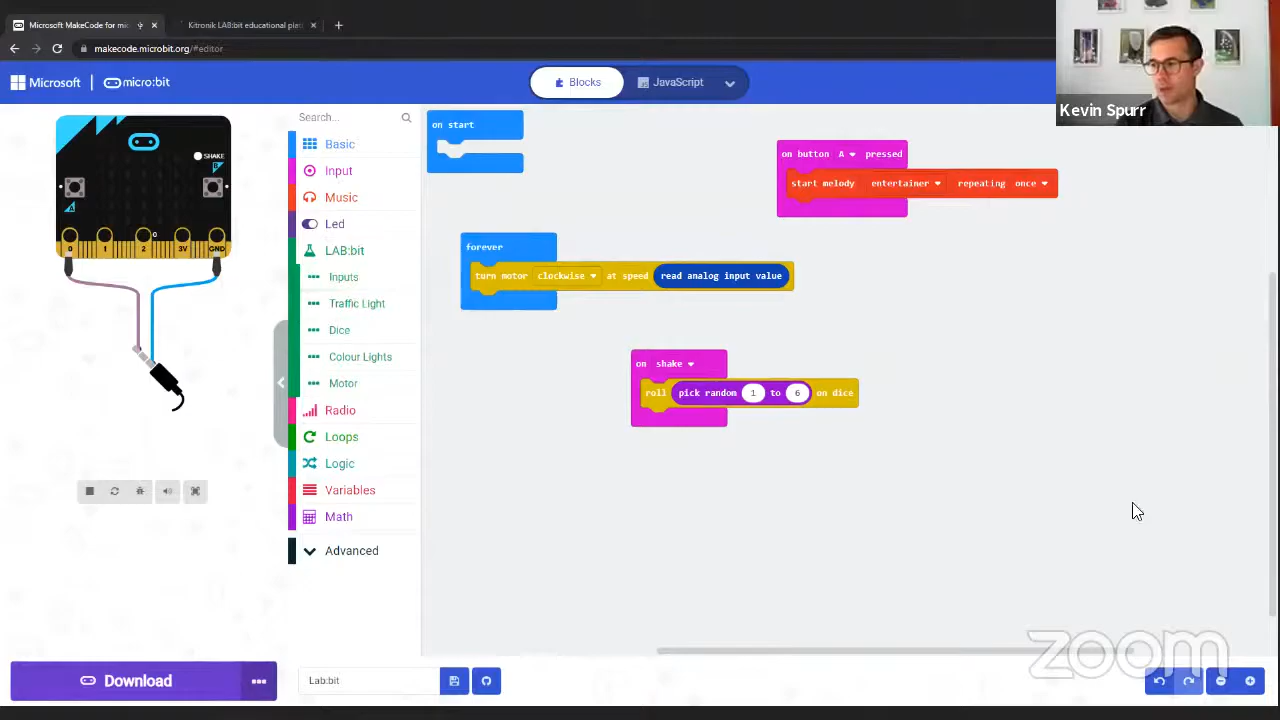 Microsoft MakeCode for mi
Kitronik LAB:bit educational plat
makecode.microbit.org/#editor
Microsoft
micro:bit
Blocks
JavaScript
Kevin Spurr
SHAKE
B
A
0
1
2
3V
GND
Search...
Basic
Input
Music
Led
LAB:bit
Inputs
Traffic Light
Dice
Colour Lights
Motor
Radio
Loops
Logic
Variables
Math
Advanced
on start
on button A pressed
start melody entertainer repeating once
forever
turn motor clockwise at speed read analog input value
on shake
roll pick random 1 to 6 on dice
Download
Lab:bit
zoom